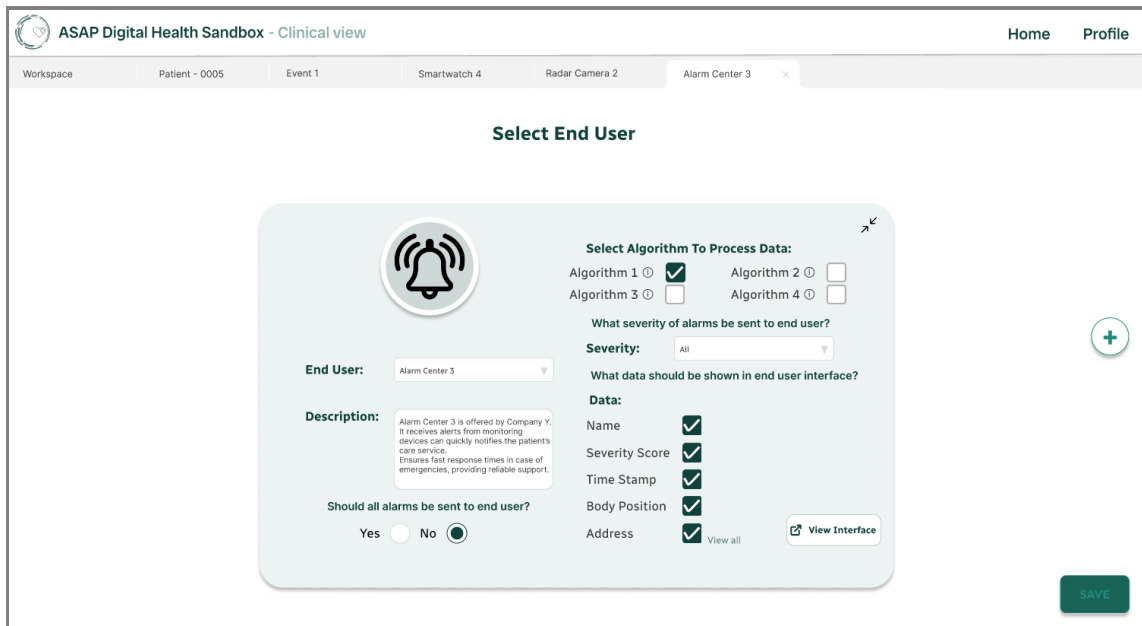 ASAP Digital Health Sandbox - Clinical view
Home Profile
Workspace Patient - 0005 Event 1 Smartwatch 4 Radar Camera 2 Alarm Center 3 ×
Select End User
End User: Alarm Center 3
Description:
Alarm Center 3 is offered by Company Y.
It receives alerts from monitoring
devices can quickly notifies the patient's
care service.
Ensures fast response times in case of
emergencies, providing reliable support.
Should all alarms be sent to end user?
Yes No
Select Algorithm To Process Data:
Algorithm 1 Algorithm 2
Algorithm 3 Algorithm 4
What severity of alarms be sent to end user?
Severity: All
What data should be shown in end user interface?
Data:
Name
Severity Score
Time Stamp
Body Position
Address
View all
View Interface
SAVE